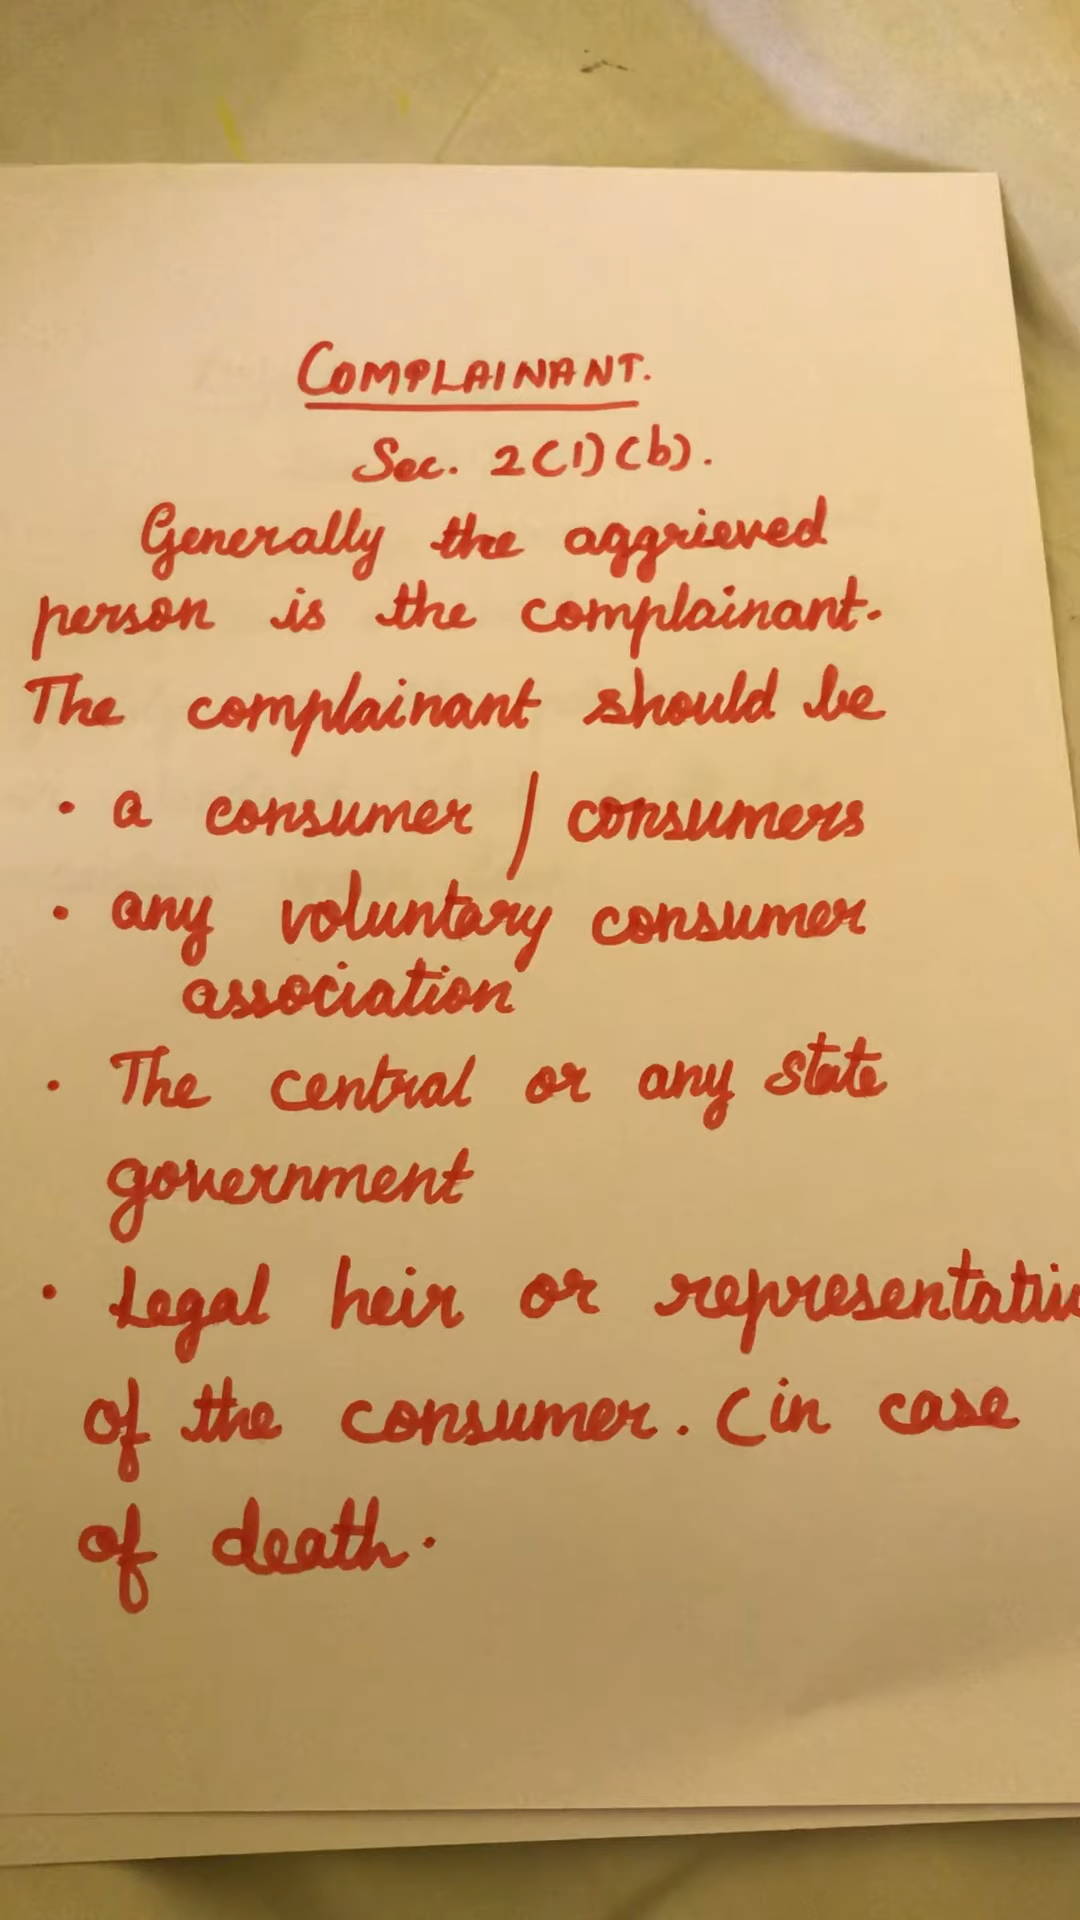 COMPLAINANT.
Sec. 2(1)(b).
Generally the aggrieved
person is the complainant.
The complainant should be
• a consumer / consumers
• any voluntary consumer
association
• The central or any state
government
• Legal heir or
of the consumer. (in case
of death.